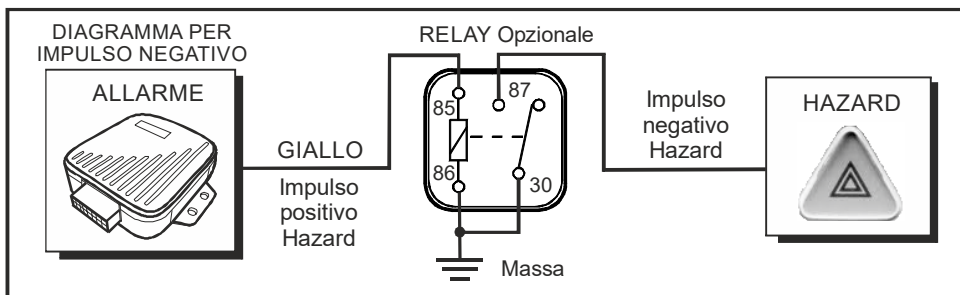 DIAGRAMMA PER
IMPULSO NEGATIVO
ALLARME
GIALLO
Impulso
positivo
Hazard
RELAY Opzionale
85
87
86
30
Massa
Impulso
negativo
Hazard
HAZARD